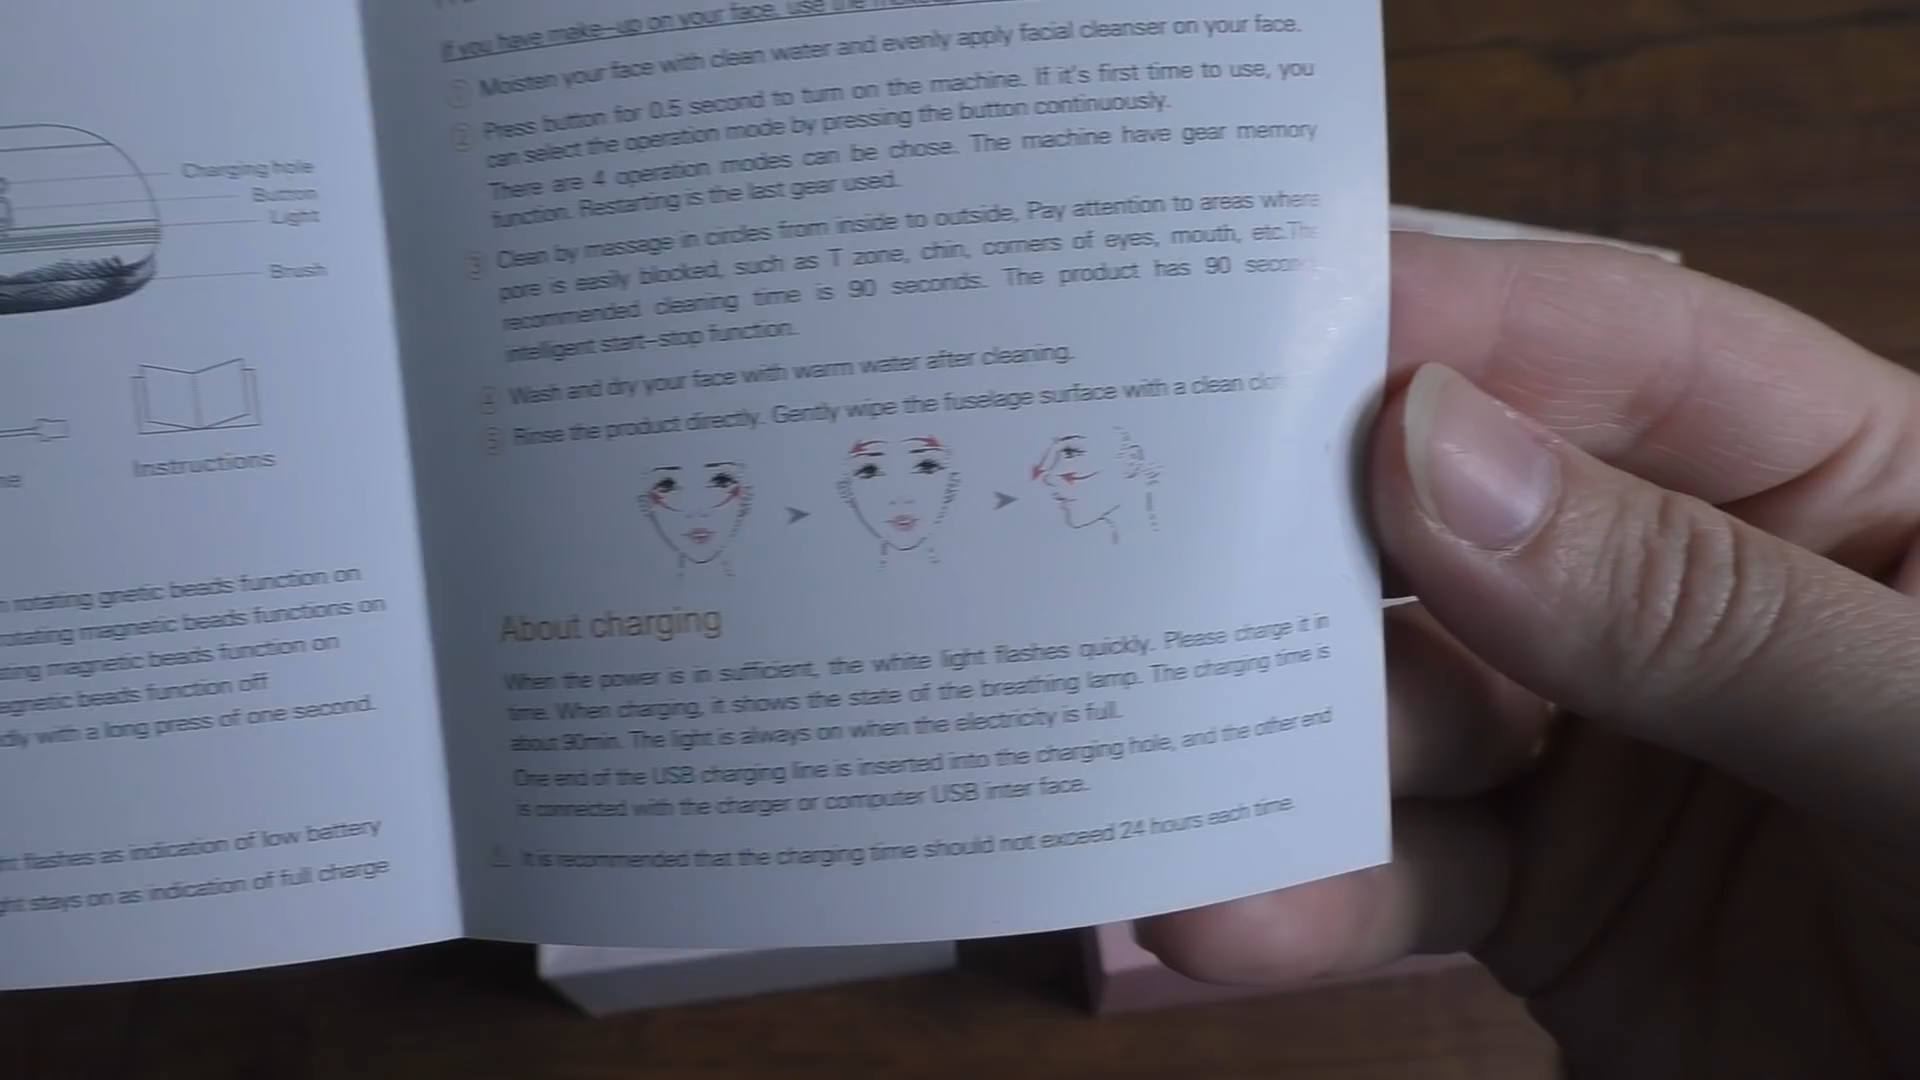 Charging hole
Button
Light
Brush
Instructions
rotating gnetic beads function on
rotating magnetic beads functions on
magnetic beads function on
beads function off
with a long press of one second.
flashes as indication of low battery
stays on as indication of full charge
If you have make-up on your face, use the
1 Moisten your face with clean water and evenly apply facial cleanser on your face.
2 Press button for 0.5 second to turn on the machine. If it's first time to use, you
can select the operation mode by pressing the button continuously.
There are 4 operation modes can be chose. The machine have gear memory
function. Restarting is the last gear used.
3 Clean by massage in circles from inside to outside, Pay attention to areas where
pore is easily blocked, such as T zone, chin, corners of eyes, mouth, etc.The
recommended cleaning time is 90 seconds. The product has 90 second
intelligent start-stop function.
4 Wash and dry your face with warm water after cleaning.
5 Rinse the product directly. Gently wipe the fuselage surface with a clean
About charging
When the power is in sufficient, the white light flashes quickly. Please charge it in
time. When charging, it shows the state of the breathing lamp. The charging time is
about 90min. The light is always on when the electricity is full.
One end of the USB charging line is inserted into the charging hole, and the other end
is connected with the charger or computer USB inter face.
It is recommended that the charging time should not exceed 24 hours each time.